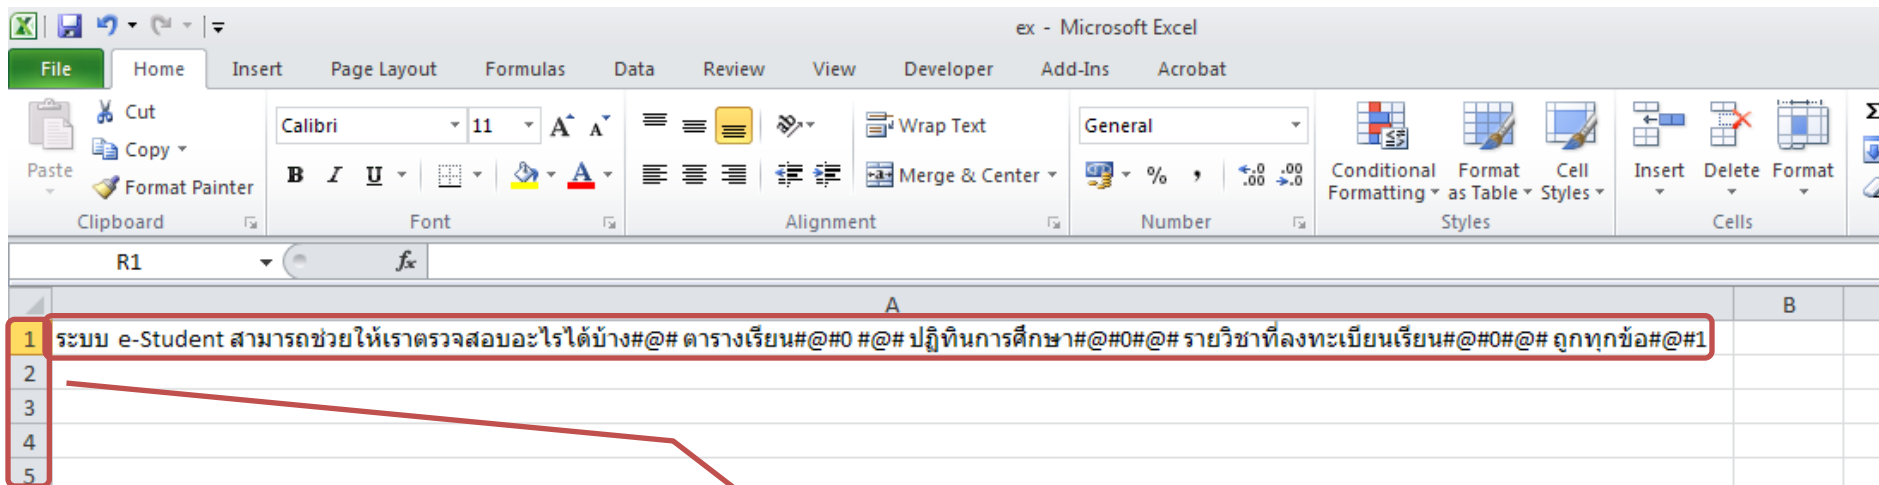 ex - Microsoft Excel
File Home Insert Page Layout Formulas Data Review View Developer Add-Ins Acrobat
Cut
Copy
Format Painter
Paste
Clipboard
Calibri 11 A A
B I U A
Font
Wrap Text
Merge & Center
Alignment
General
% , .0 .00 .00 .0
Number
Conditional Formatting
Format as Table
Cell Styles
Styles
Insert Delete Format
Cells
Σ
R1 fx
A B
1 ระบบ e-Student สามารถช่วยให้เราตรวจสอบอะไรได้บ้าง#@# ตารางเรียน#@#0 #@# ปฏิทินการศึกษา#@#0#@# รายวิชาที่ลงทะเบียนเรียน#@#0#@# ถูกทุกข้อ#@#1
2
3
4
5